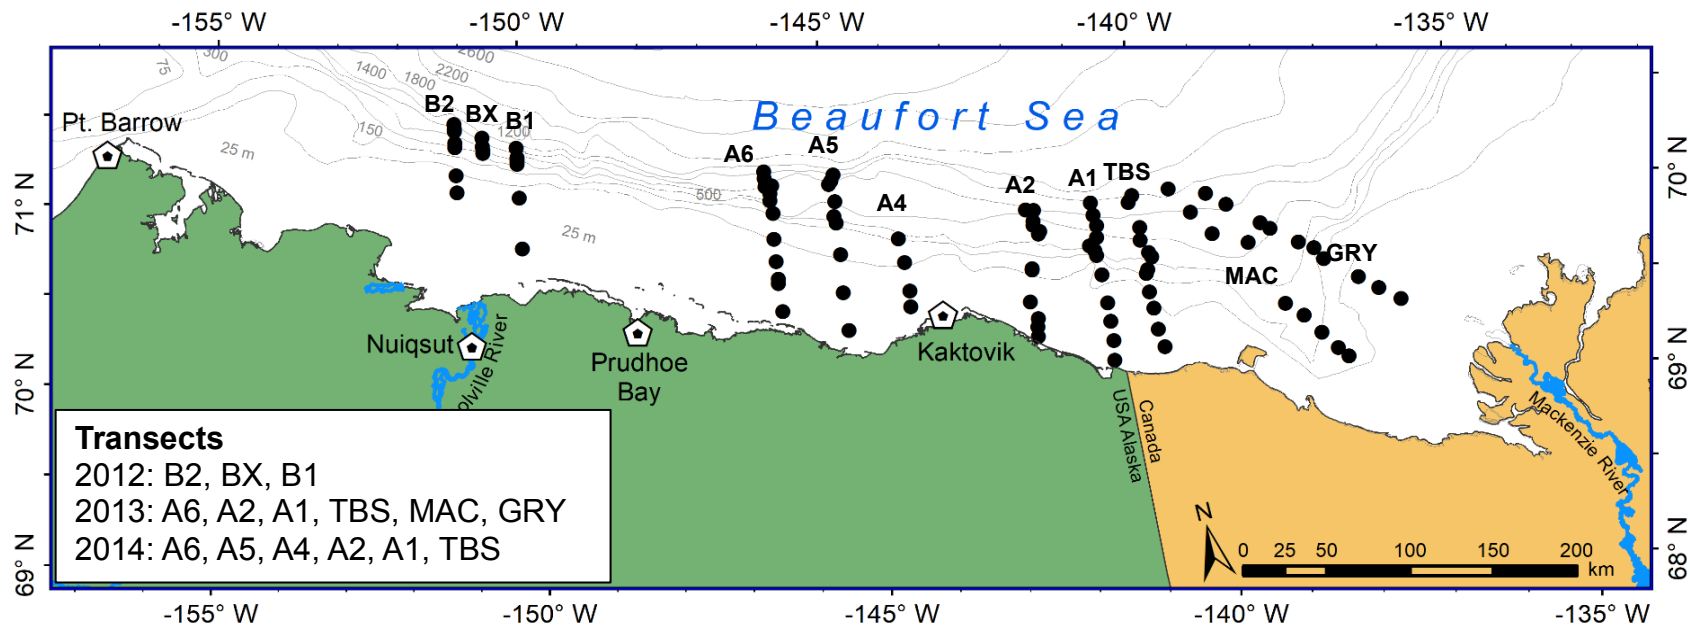 -155° W -150° W -145° W -140° W -135° W
300
2600
75
1400
2200
1800
B2
BX
B1
Beaufort Sea
Pt. Barrow
150
1200
25 m
A6
A5
TBS
70° N
71° N
500
A2
A1
A4
25 m
GRY
MAC
Nuiqsut
olville River
Prudhoe
Bay
Kaktovik
69° N
70° N
USA Alaska
Canada
Mackenzie River
Transects
2012: B2, BX, B1
2013: A6, A2, A1, TBS, MAC, GRY
2014: A6, A5, A4, A2, A1, TBS
N
0 25 50 100 150 200
km
69° N
68° N
-155° W -150° W -145° W -140° W -135° W